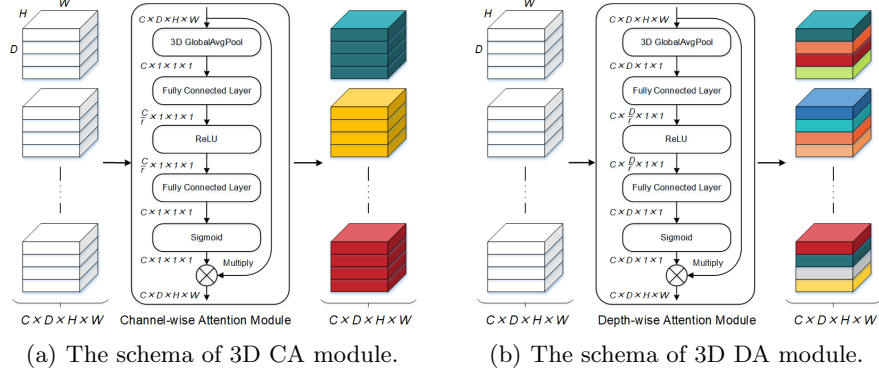 H
W
D
C×D×H×W
3D GlobalAvgPool
C×1×1×1
Fully Connected Layer
C/r×1×1×1
ReLU
C/r×1×1×1
Fully Connected Layer
C×1×1×1
Sigmoid
C×1×1×1
Multiply
C×D×H×W
C×D×H×W
Channel-wise Attention Module
C×D×H×W
(a) The schema of 3D CA module.
H
W
D
C×D×H×W
3D GlobalAvgPool
C×D×1×1
Fully Connected Layer
C×D/r×1×1
ReLU
C×D/r×1×1
Fully Connected Layer
C×D×1×1
Sigmoid
C×D×1×1
Multiply
C×D×H×W
C×D×H×W
Depth-wise Attention Module
C×D×H×W
(b) The schema of 3D DA module.